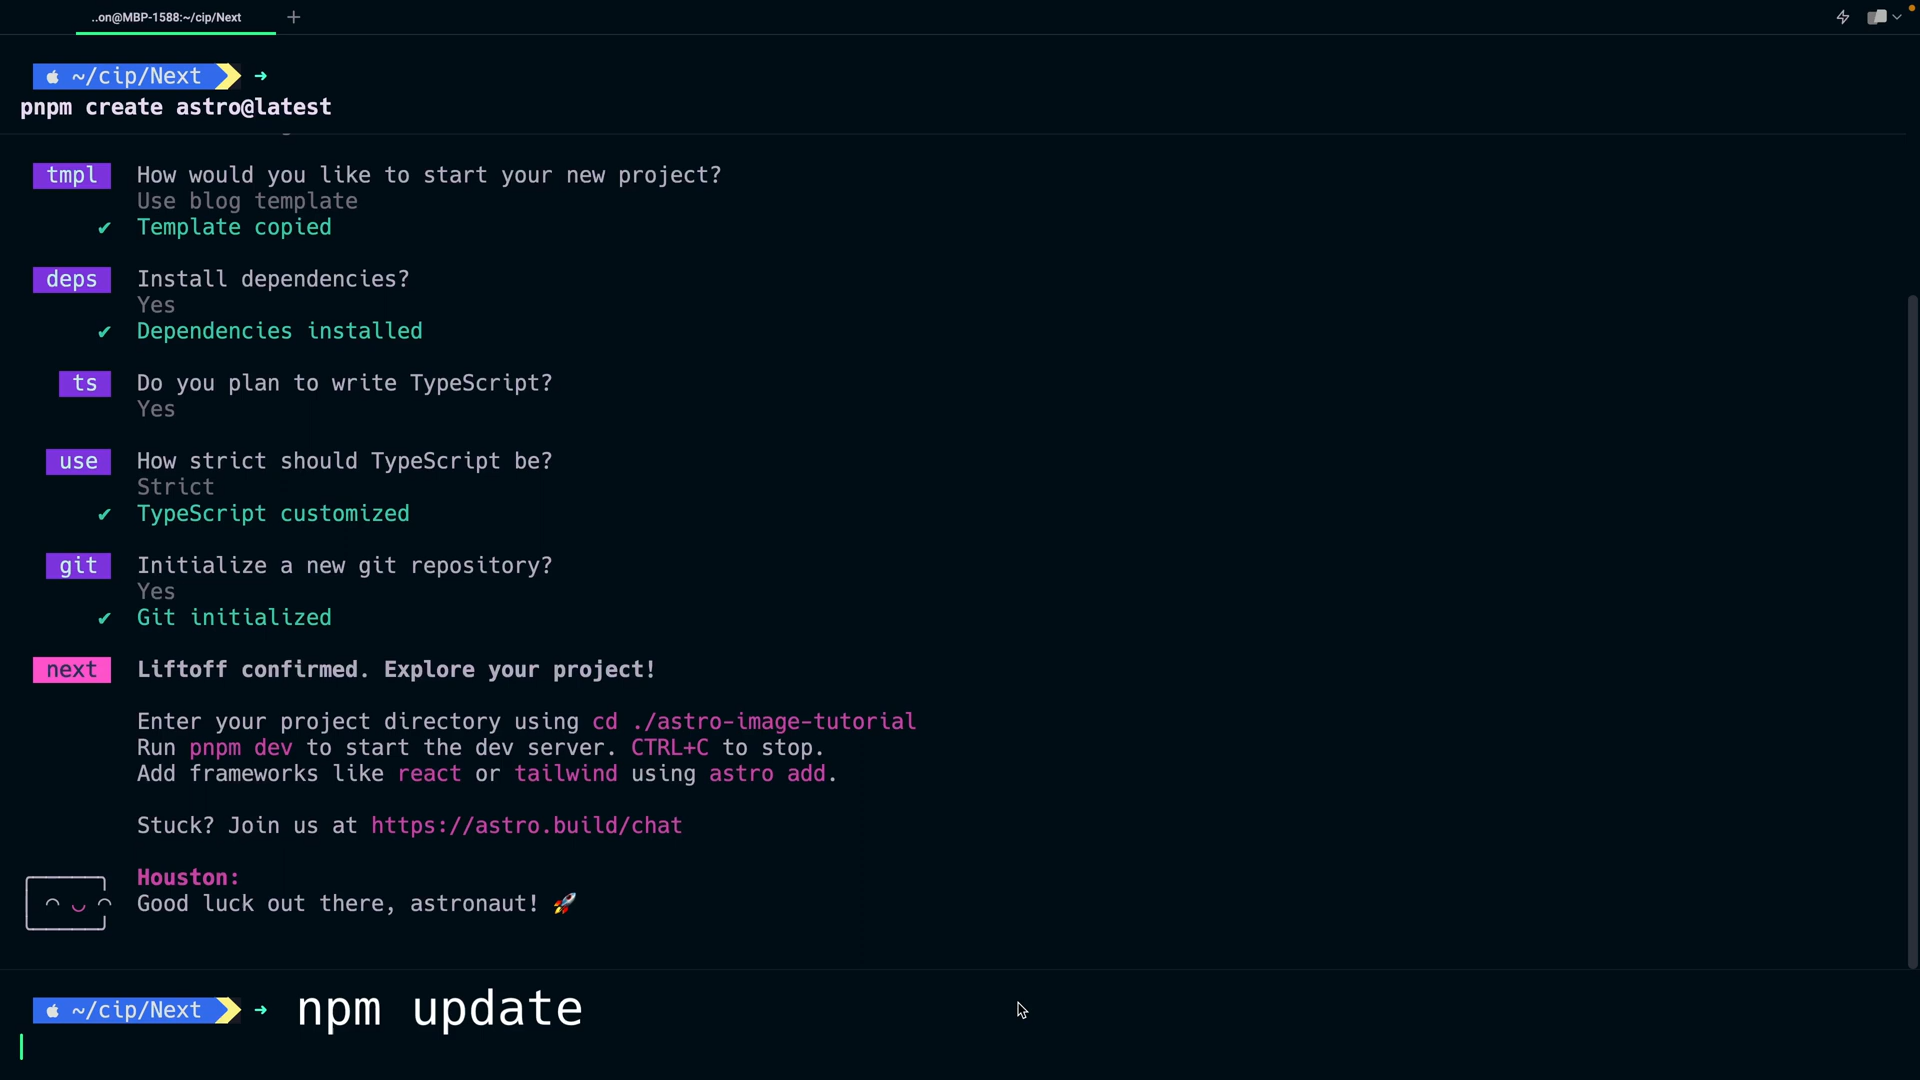 ..on@MBP-1588:~/cip/Next
~/cip/Next ➜
pnpm create astro@latest
tmpl How would you like to start your new project?
Use blog template
✔ Template copied
deps Install dependencies?
Yes
✔ Dependencies installed
ts Do you plan to write TypeScript?
Yes
use How strict should TypeScript be?
Strict
✔ TypeScript customized
git Initialize a new git repository?
Yes
✔ Git initialized
next Liftoff confirmed. Explore your project!
Enter your project directory using cd ./astro-image-tutorial
Run pnpm dev to start the dev server. CTRL+C to stop.
Add frameworks like react or tailwind using astro add.
Stuck? Join us at https://astro.build/chat
Houston:
Good luck out there, astronaut! 🚀
~/cip/Next ➜ npm update